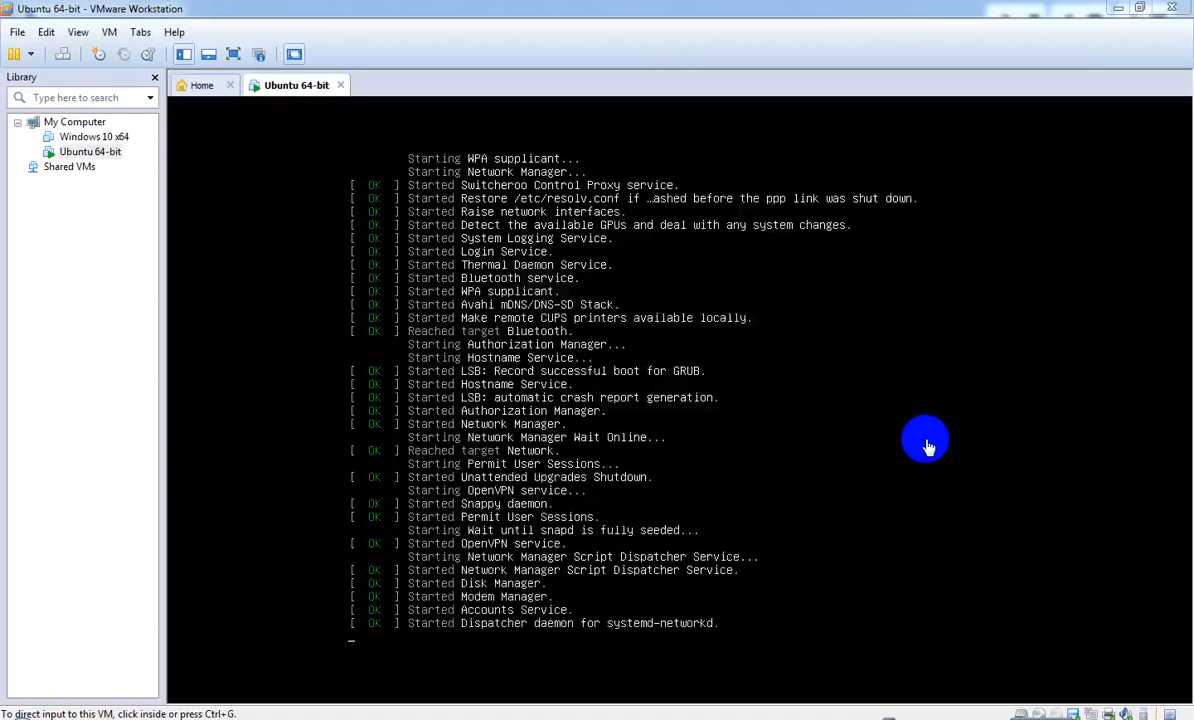 Ubuntu 64-bit - VMware Workstation
File Edit View VM Tabs Help
Library
Type here to search
My Computer
Windows 10 x64
Ubuntu 64-bit
Shared VMs
Home
Ubuntu 64-bit
Starting WPA supplicant...
Starting Network Manager...
[ OK ] Started Switcheroo Control Proxy service.
[ OK ] Started Restore /etc/resolv.conf if …ashed before the ppp link was shut down.
[ OK ] Started Raise network interfaces.
[ OK ] Started Detect the available GPUs and deal with any system changes.
[ OK ] Started System Logging Service.
[ OK ] Started Login Service.
[ OK ] Started Thermal Daemon Service.
[ OK ] Started Bluetooth service.
[ OK ] Started WPA supplicant.
[ OK ] Started Avahi mDNS/DNS-SD Stack.
[ OK ] Started Make remote CUPS printers available locally.
[ OK ] Reached target Bluetooth.
Starting Authorization Manager...
Starting Hostname Service...
[ OK ] Started LSB: Record successful boot for GRUB.
[ OK ] Started Hostname Service.
[ OK ] Started LSB: automatic crash report generation.
[ OK ] Started Authorization Manager.
[ OK ] Started Network Manager.
Starting Network Manager Wait Online...
[ OK ] Reached target Network.
Starting Permit User Sessions...
[ OK ] Started Unattended Upgrades Shutdown.
Starting OpenVPN service...
[ OK ] Started Snappy daemon.
[ OK ] Started Permit User Sessions.
Starting Wait until snapd is fully seeded...
[ OK ] Started OpenVPN service.
Starting Network Manager Script Dispatcher Service...
[ OK ] Started Network Manager Script Dispatcher Service.
[ OK ] Started Disk Manager.
[ OK ] Started Modem Manager.
[ OK ] Started Accounts Service.
[ OK ] Started Dispatcher daemon for systemd-networkd.
To direct input to this VM, click inside or press Ctrl+G.